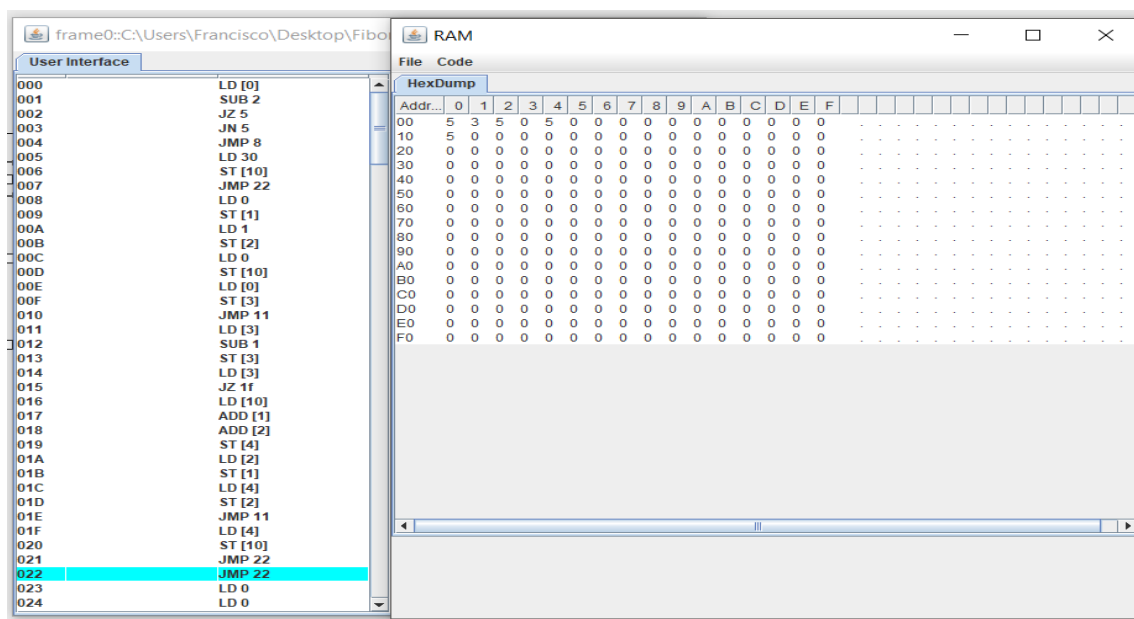 frame0::C:\Users\Francisco\Desktop\Fibo
User Interface
000 LD [0]
001 SUB 2
002 JZ 5
003 JN 5
004 JMP 8
005 LD 30
006 ST [10]
007 JMP 22
008 LD 0
009 ST [1]
00A LD 1
00B ST [2]
00C LD 0
00D ST [10]
00E LD [0]
00F ST [3]
010 JMP 11
011 LD [3]
012 SUB 1
013 ST [3]
014 LD [3]
015 JZ 1f
016 LD [10]
017 ADD [1]
018 ADD [2]
019 ST [4]
01A LD [2]
01B ST [1]
01C LD [4]
01D ST [2]
01E JMP 11
01F LD [4]
020 ST [10]
021 JMP 22
022 JMP 22
023 LD 0
024 LD 0
RAM
File Code
HexDump
Addr... 0 1 2 3 4 5 6 7 8 9 A B C D E F
00 5 3 5 0 5 0 0 0 0 0 0 0 0 0 0 0 . . . . . . . . . . . . . . . .
10 5 0 0 0 0 0 0 0 0 0 0 0 0 0 0 0 . . . . . . . . . . . . . . . .
20 0 0 0 0 0 0 0 0 0 0 0 0 0 0 0 0 . . . . . . . . . . . . . . . .
30 0 0 0 0 0 0 0 0 0 0 0 0 0 0 0 0 . . . . . . . . . . . . . . . .
40 0 0 0 0 0 0 0 0 0 0 0 0 0 0 0 0 . . . . . . . . . . . . . . . .
50 0 0 0 0 0 0 0 0 0 0 0 0 0 0 0 0 . . . . . . . . . . . . . . . .
60 0 0 0 0 0 0 0 0 0 0 0 0 0 0 0 0 . . . . . . . . . . . . . . . .
70 0 0 0 0 0 0 0 0 0 0 0 0 0 0 0 0 . . . . . . . . . . . . . . . .
80 0 0 0 0 0 0 0 0 0 0 0 0 0 0 0 0 . . . . . . . . . . . . . . . .
90 0 0 0 0 0 0 0 0 0 0 0 0 0 0 0 0 . . . . . . . . . . . . . . . .
A0 0 0 0 0 0 0 0 0 0 0 0 0 0 0 0 0 . . . . . . . . . . . . . . . .
B0 0 0 0 0 0 0 0 0 0 0 0 0 0 0 0 0 . . . . . . . . . . . . . . . .
C0 0 0 0 0 0 0 0 0 0 0 0 0 0 0 0 0 . . . . . . . . . . . . . . . .
D0 0 0 0 0 0 0 0 0 0 0 0 0 0 0 0 0 . . . . . . . . . . . . . . . .
E0 0 0 0 0 0 0 0 0 0 0 0 0 0 0 0 0 . . . . . . . . . . . . . . . .
F0 0 0 0 0 0 0 0 0 0 0 0 0 0 0 0 0 . . . . . . . . . . . . . . . .